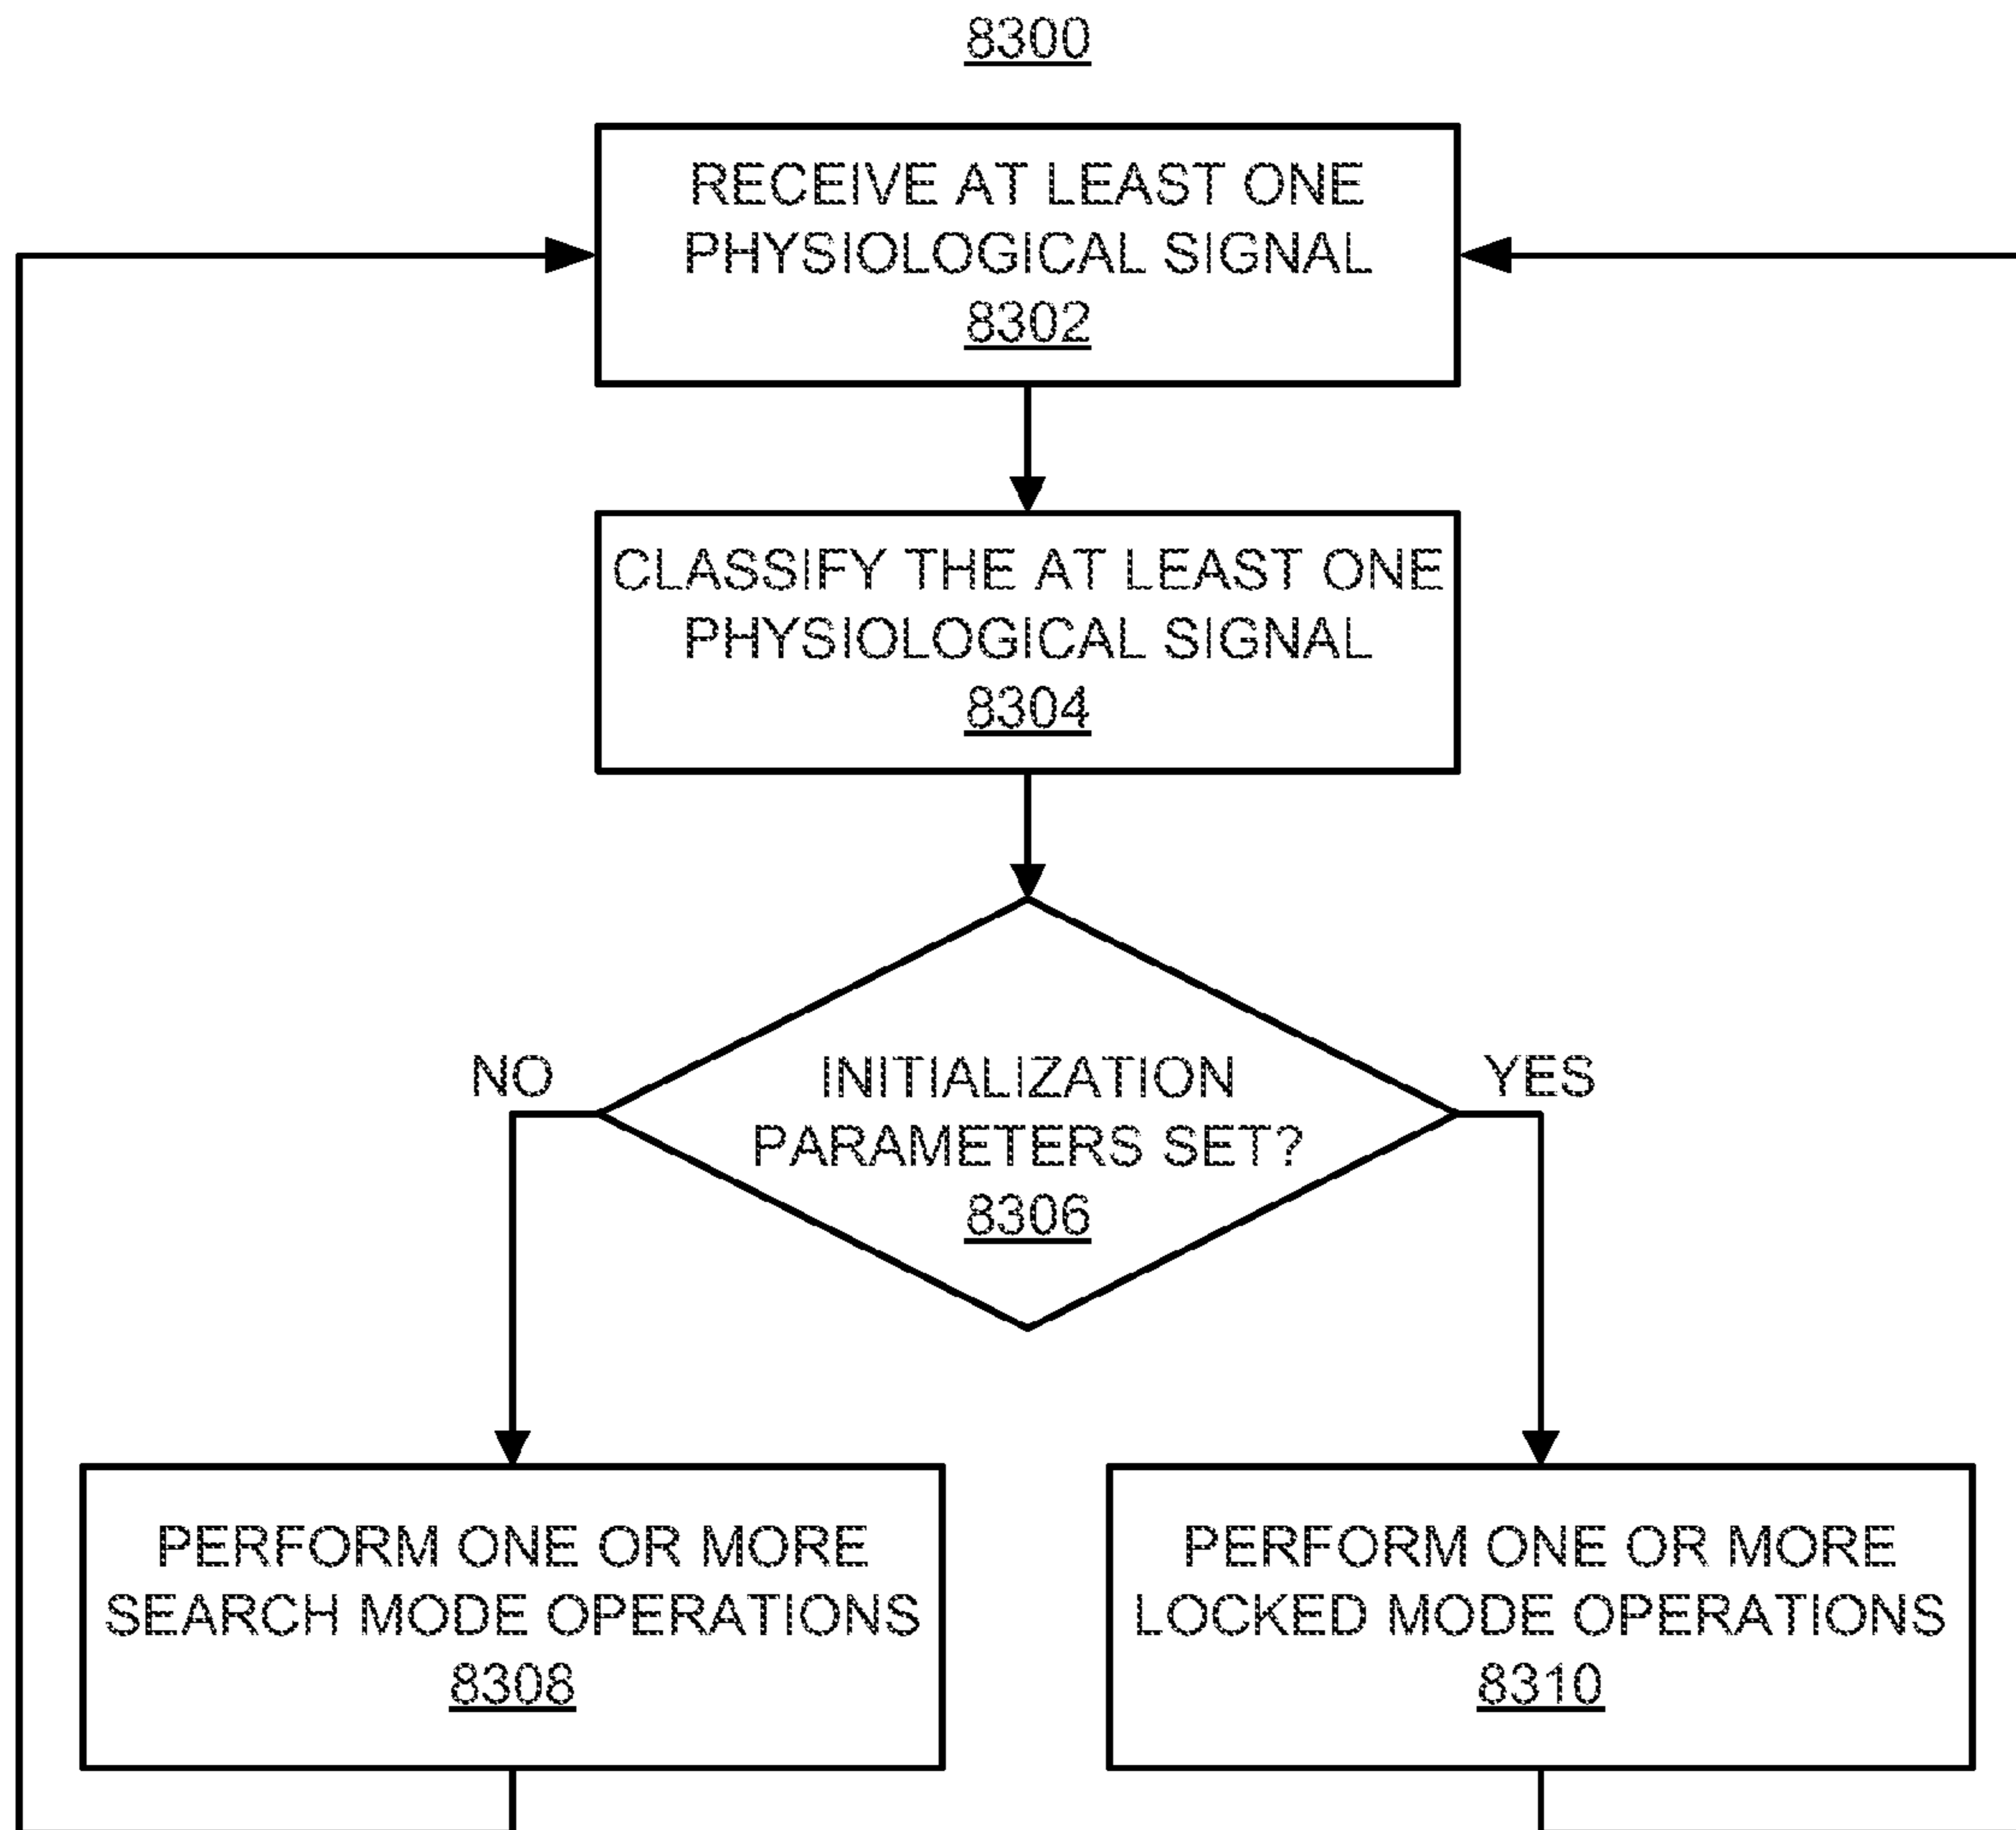 8300
RECEIVE AT LEAST ONE
PHYSIOLOGICAL SIGNAL
8302
CLASSIFY THE AT LEAST ONE
PHYSIOLOGICAL SIGNAL
8304
NO
INITIALIZATION
YES
PARAMETERS SET?
8306
PERFORM ONE OR MORE
SEARCH MODE OPERATIONS
8308
PERFORM ONE OR MORE
LOCKED MODE OPERATIONS
8310